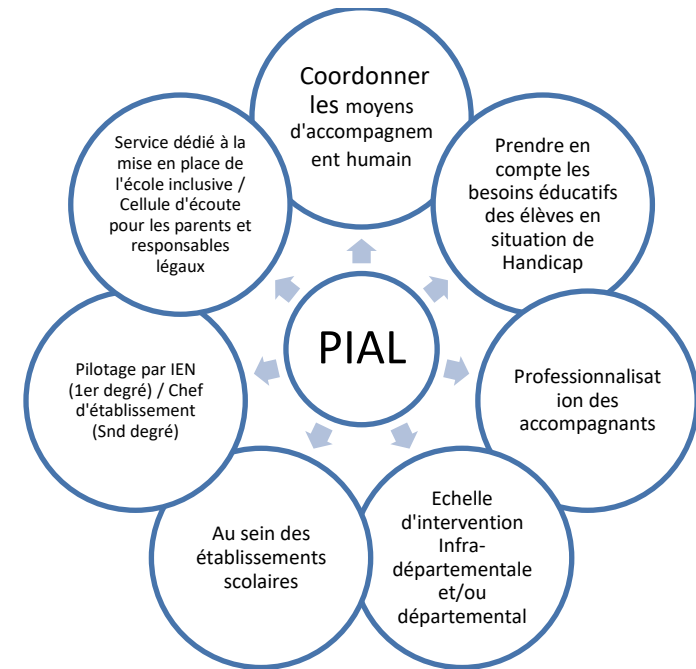 Coordonner
les moyens
d'accompagnem
ent humain
Prendre en
compte les
besoins éducatifs
des élèves en
situation de
Handicap
Professionnalisat
ion des
accompagnants
Echelle
d'intervention
Infra-
départementale
et/ou
départemental
Au sein des
établissements
scolaires
Pilotage par IEN
(1er degré) / Chef
d'établissement
(Snd degré)
Service dédié à la
mise en place de
l'école inclusive /
Cellule d'écoute
pour les parents et
responsables
légaux
PIAL